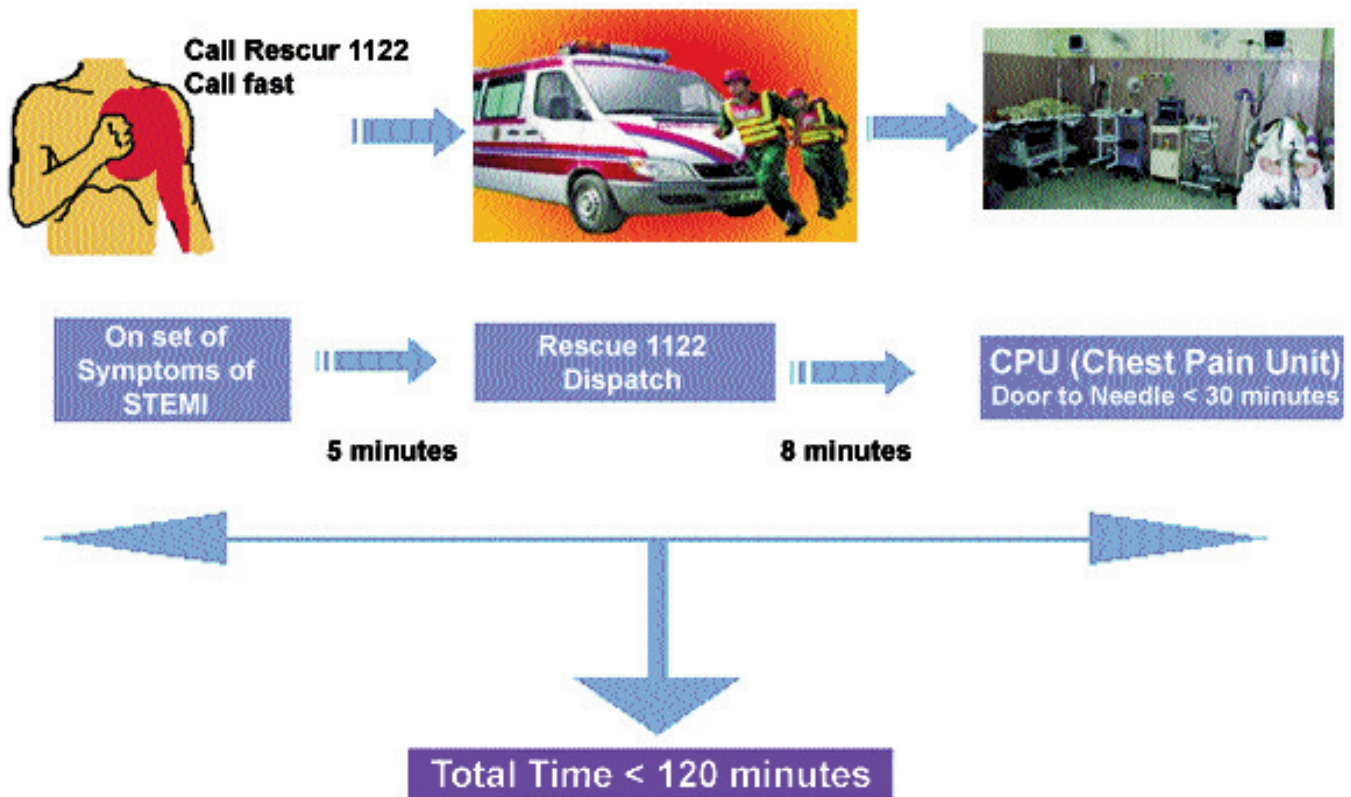 Call Rescur 1122
Call fast
On set of
Symptoms of
STEMI
Rescue 1122
Dispatch
CPU (Chest Pain Unit)
Door to Needle < 30 minutes
5 minutes
8 minutes
Total Time < 120 minutes